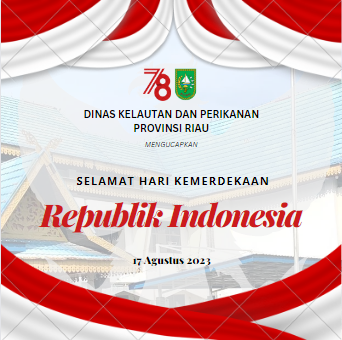 78
DINAS KELAUTAN DAN PERIKANAN
PROVINSI RIAU
MENGUCAPKAN
SELAMAT HARI KEMERDEKAAN
Republik Indonesia
17 Agustus 2023